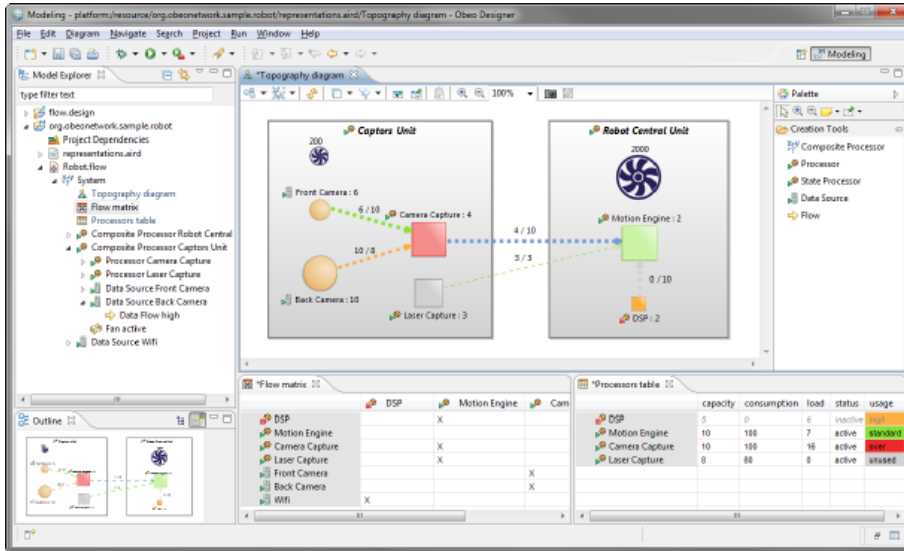 Modeling - platform:/resource/org.obeonetwork.sample.robot/representations.aird/Topography diagram - Obeo Designer
File Edit Diagram Navigate Search Project Run Window Help
Modeling
Model Explorer
type filter text
flow.design
org.obeonetwork.sample.robot
Project Dependencies
representations.aird
Robot.flow
System
Topography diagram
Flow matrix
Processors table
Composite Processor Robot Central
Composite Processor Captors Unit
Processor Camera Capture
Processor Laser Capture
Data Source Front Camera
Data Source Back Camera
Data Flow high
Fan active
Data Source Wifi
Outline
*Topography diagram
100%
Captors Unit
200
Front Camera : 6
6 / 10
Camera Capture : 4
10 / 8
Back Camera : 10
Laser Capture : 3
4 / 10
3 / 3
Robot Central Unit
2000
Motion Engine : 2
0 / 10
DSP : 2
Palette
Creation Tools
Composite Processor
Processor
State Processor
Data Source
Flow
*Flow matrix
DSP Motion Engine Cam
DSP X
Motion Engine
Camera Capture X
Laser Capture X
Front Camera X
Back Camera X
Wifi X
*Processors table
capacity consumption load status usage
DSP 5 0 6 inactive high
Motion Engine 10 100 7 active standard
Camera Capture 10 100 16 active over
Laser Capture 8 80 0 active unused